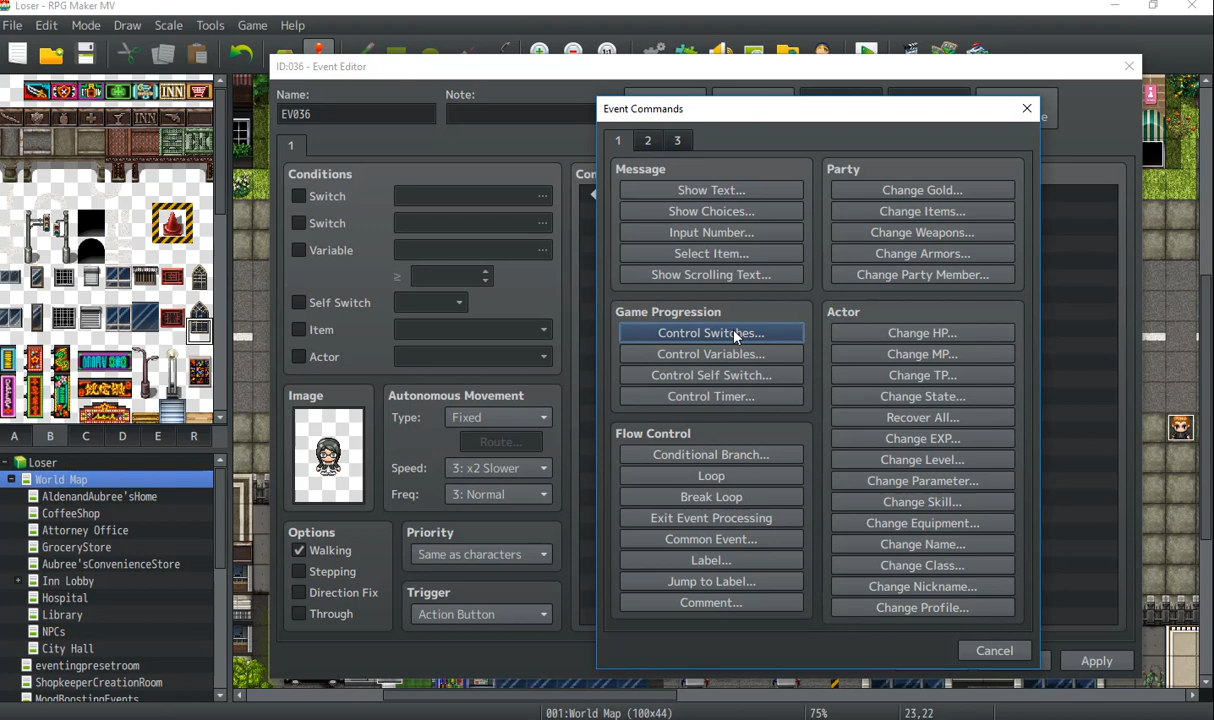 Loser - RPG Maker MV
File Edit Mode Draw Scale Tools Game Help
ID:036 - Event Editor
Name:
Note:
EV036
1
Conditions
Switch ...
Switch ...
Variable ...
≥
Self Switch
Item
Actor
Image
Autonomous Movement
Type: Fixed
Route...
Speed: 3: x2 Slower
Freq: 3: Normal
Options
Walking
Stepping
Direction Fix
Through
Priority
Same as characters
Trigger
Action Button
Apply
Event Commands
1 2 3
Message
Show Text...
Show Choices...
Input Number...
Select Item...
Show Scrolling Text...
Game Progression
Control Switches...
Control Variables...
Control Self Switch...
Control Timer...
Flow Control
Conditional Branch...
Loop
Break Loop
Exit Event Processing
Common Event...
Label...
Jump to Label...
Comment...
Party
Change Gold...
Change Items...
Change Weapons...
Change Armors...
Change Party Member...
Actor
Change HP...
Change MP...
Change TP...
Change State...
Recover All...
Change EXP...
Change Level...
Change Parameter...
Change Skill...
Change Equipment...
Change Name...
Change Class...
Change Nickname...
Change Profile...
Cancel
INN
INN
A B C D E R
Loser
World Map
AldenandAubree'sHome
CoffeeShop
Attorney Office
GroceryStore
Aubree'sConvenienceStore
Inn Lobby
Hospital
Library
NPCs
City Hall
eventingpresetroom
ShopkeeperCreationRoom
MoodBoostingEvents
001:World Map (100x44)
75%
23,22